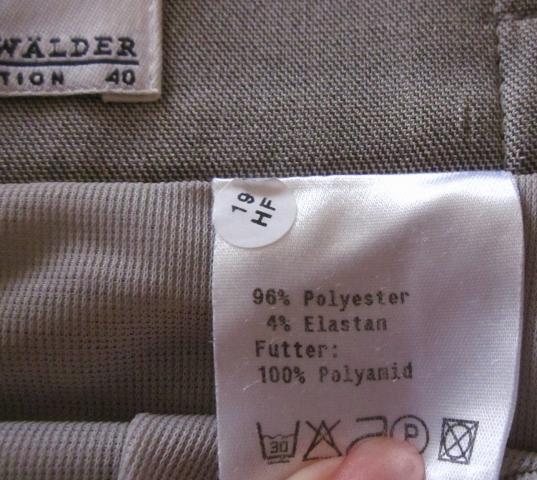 WÄLDER
TION 40
19
HF
96% Polyester
4% Elastan
Futter:
100% Polyamid
30 P